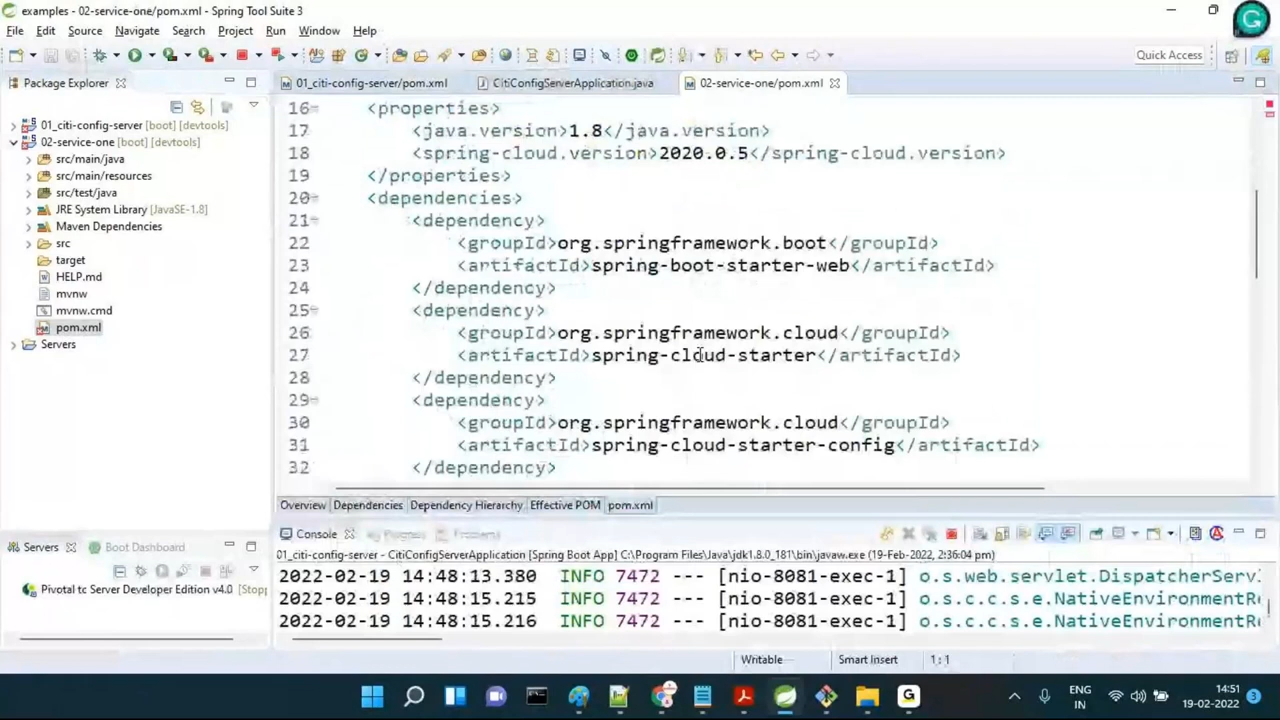 examples - 02-service-one/pom.xml - Spring Tool Suite 3
File Edit Source Navigate Search Project Run Window Help
Quick Access
Package Explorer
01_citi-config-server/pom.xml
CitiConfigServerApplication.java
02-service-one/pom.xml
01_citi-config-server [boot] [devtools]
02-service-one [boot] [devtools]
src/main/java
src/main/resources
src/test/java
JRE System Library [JavaSE-1.8]
Maven Dependencies
src
target
HELP.md
mvnw
mvnw.cmd
pom.xml
Servers
16 <properties>
17 <java.version>1.8</java.version>
18 <spring-cloud.version>2020.0.5</spring-cloud.version>
19 </properties>
20 <dependencies>
21 <dependency>
22 <groupId>org.springframework.boot</groupId>
23 <artifactId>spring-boot-starter-web</artifactId>
24 </dependency>
25 <dependency>
26 <groupId>org.springframework.cloud</groupId>
27 <artifactId>spring-cloud-starter</artifactId>
28 </dependency>
29 <dependency>
30 <groupId>org.springframework.cloud</groupId>
31 <artifactId>spring-cloud-starter-config</artifactId>
32 </dependency>
Overview Dependencies Dependency Hierarchy Effective POM pom.xml
Servers
Boot Dashboard
Pivotal tc Server Developer Edition v4.0 [Stopp
Console Progress Problems
01_citi-config-server - CitiConfigServerApplication [Spring Boot App] C:\Program Files\Java\jdk1.8.0_181\bin\javaw.exe (19-Feb-2022, 2:36:04 pm)
2022-02-19 14:48:13.380 INFO 7472 --- [nio-8081-exec-1] o.s.web.servlet.DispatcherServ
2022-02-19 14:48:15.215 INFO 7472 --- [nio-8081-exec-1] o.s.c.c.s.e.NativeEnvironmentRe
2022-02-19 14:48:15.216 INFO 7472 --- [nio-8081-exec-1] o.s.c.c.s.e.NativeEnvironmentRe
Writable Smart Insert 1 : 1
ENG
IN
14:51
19-02-2022